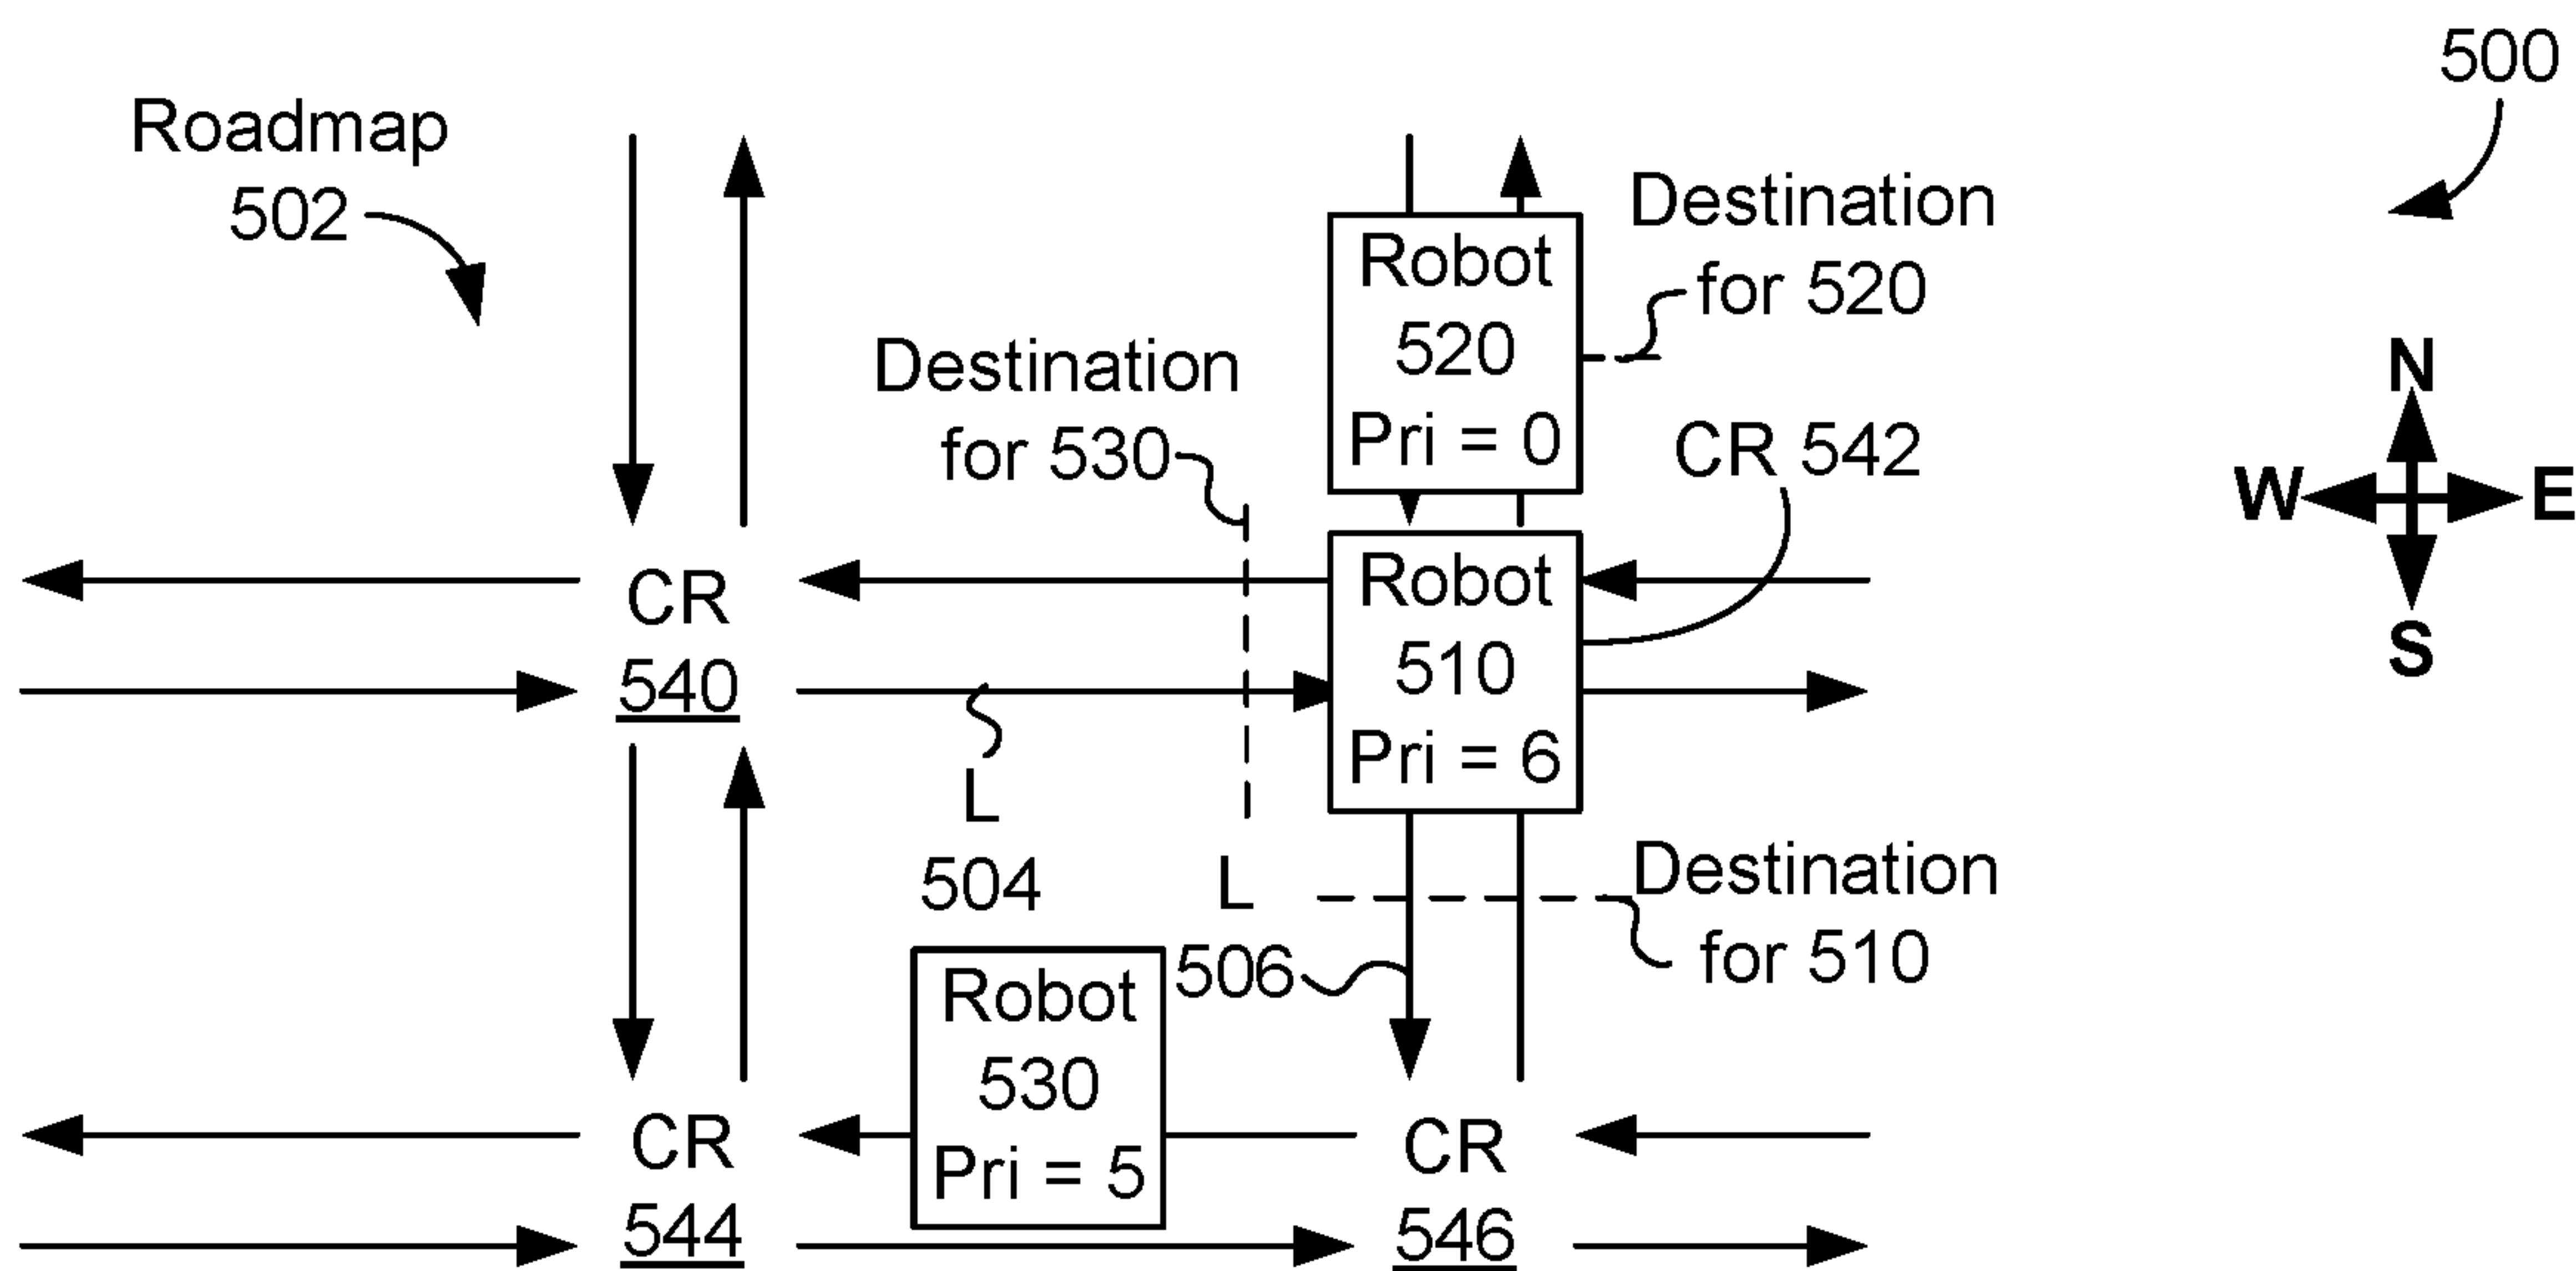 500
Roadmap
502
Destination
for 520
Robot
520
Pri = 0
Destination
for 530
CR 542
N
W
E
S
CR
540
Robot
510
Pri = 6
L
504
L
506
Destination
for 510
Robot
530
Pri = 5
CR
544
CR
546